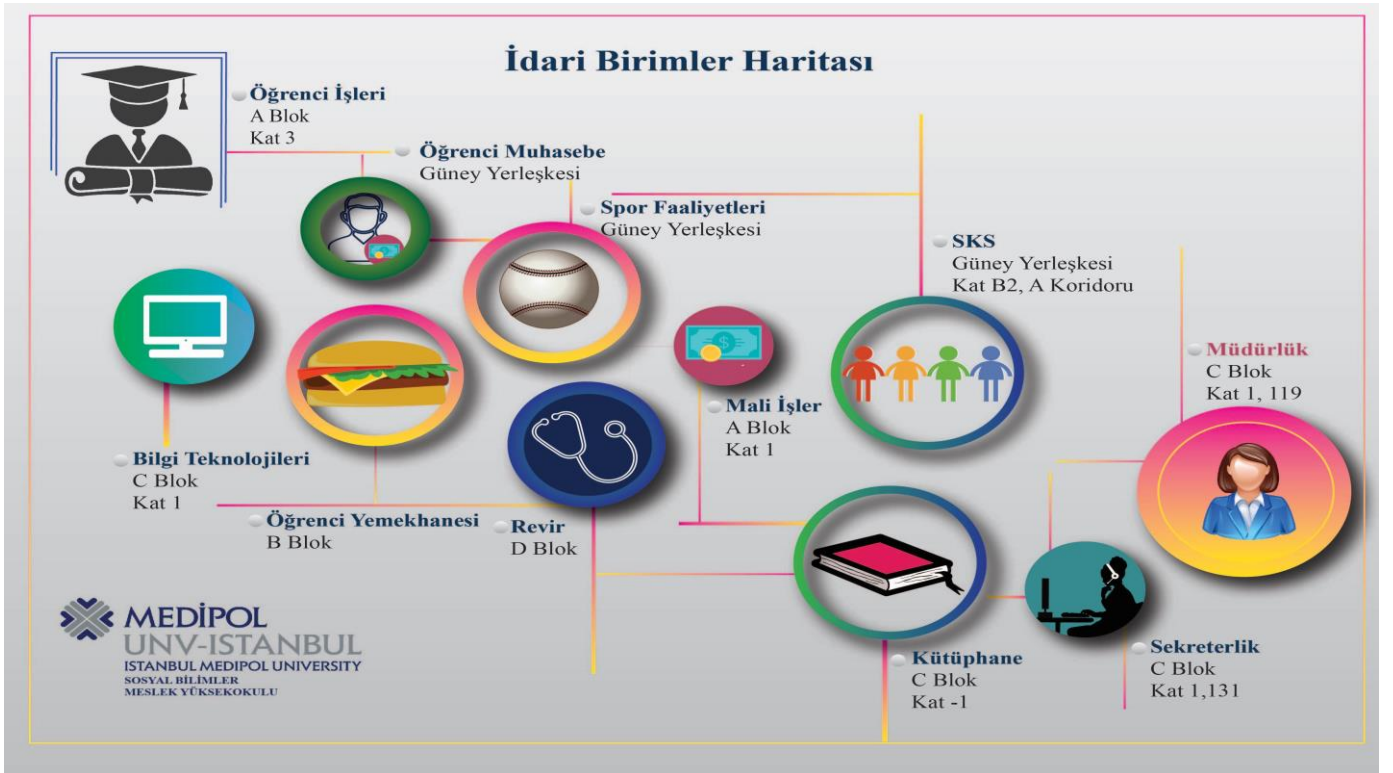 İdari Birimler Haritası
Öğrenci İşleri
A Blok
Kat 3
Öğrenci Muhasebe
Güney Yerleşkesi
Spor Faaliyetleri
Güney Yerleşkesi
SKS
Güney Yerleşkesi
Kat B2, A Koridoru
Müdürlük
C Blok
Kat 1, 119
Mali İşler
A Blok
Kat 1
Bilgi Teknolojileri
C Blok
Kat 1
Öğrenci Yemekhanesi
B Blok
Revir
D Blok
Kütüphane
C Blok
Kat -1
Sekreterlik
C Blok
Kat 1,131
MEDİPOL
UNV-ISTANBUL
ISTANBUL MEDIPOL UNIVERSITY
SOSYAL BİLİMLER
MESLEK YÜKSEKOKULU